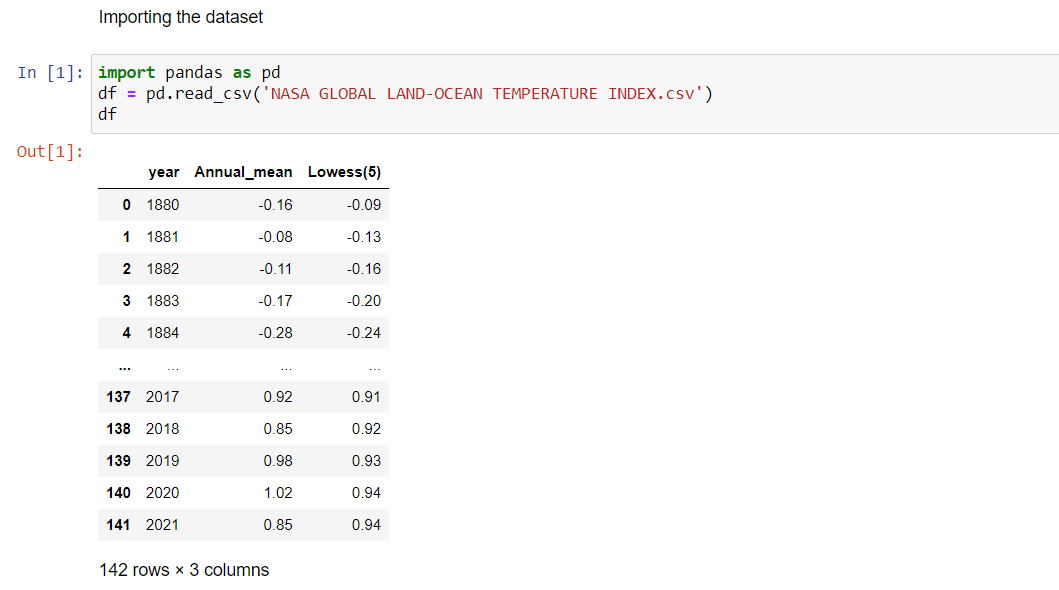 Importing the dataset
In [1]: import pandas as pd
df = pd.read_csv('NASA GLOBAL LAND-OCEAN TEMPERATURE INDEX.csv')
df
Out[1]:
year Annual_mean Lowess(5)
0 1880 -0.16 -0.09
1 1881 -0.08 -0.13
2 1882 -0.11 -0.16
3 1883 -0.17 -0.20
4 1884 -0.28 -0.24
... ... ... ...
137 2017 0.92 0.91
138 2018 0.85 0.92
139 2019 0.98 0.93
140 2020 1.02 0.94
141 2021 0.85 0.94
142 rows × 3 columns